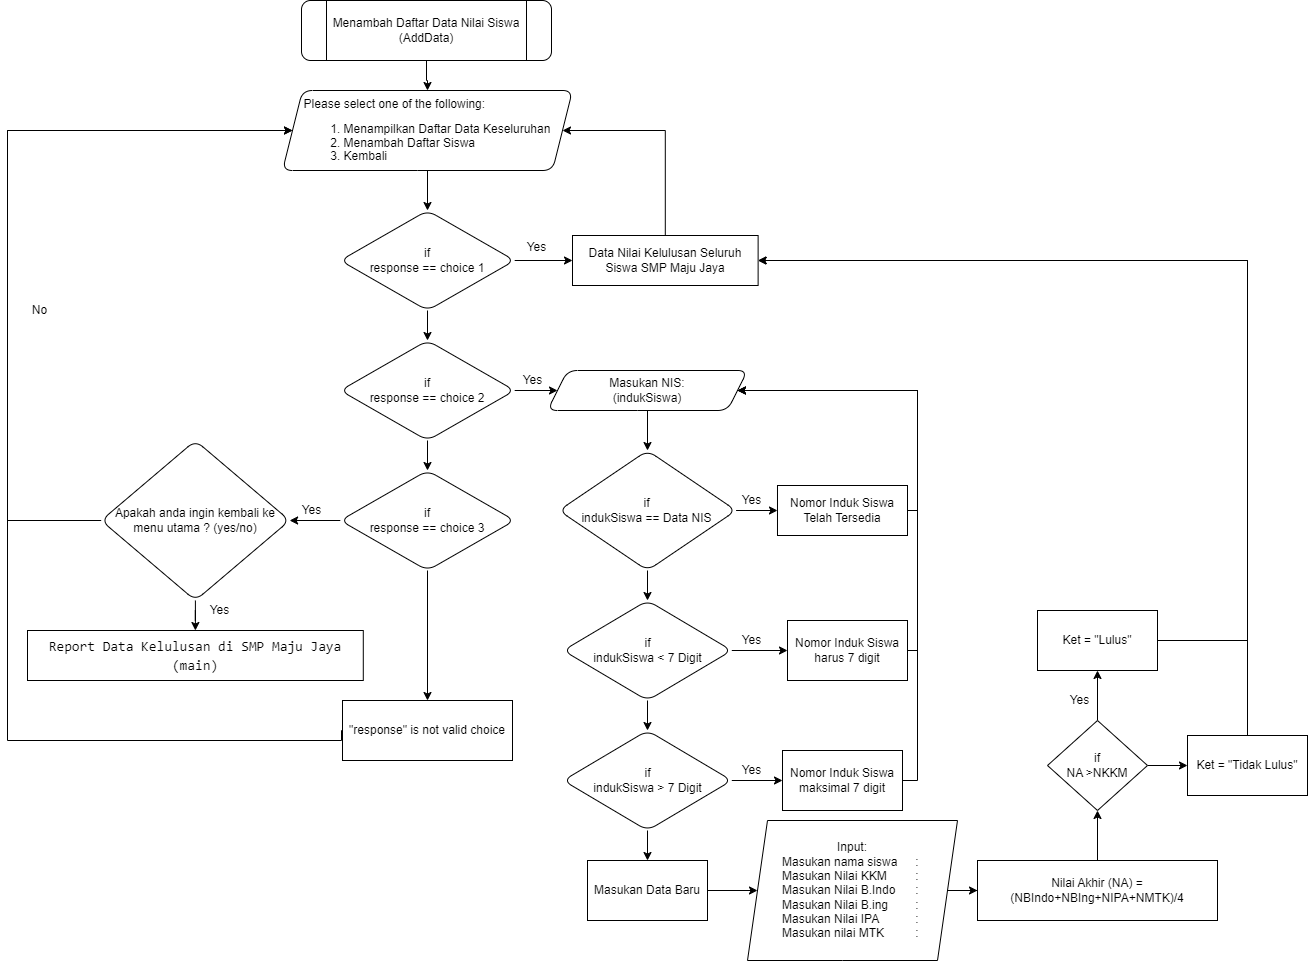 Menambah Daftar Data Nilai Siswa
(AddData)
Please select one of the following:
1. Menampilkan Daftar Data Keseluruhan
2. Menambah Daftar Siswa
3. Kembali
if
response == choice 1
Yes
Data Nilai Kelulusan Seluruh
Siswa SMP Maju Jaya
No
if
response == choice 2
Yes
Masukan NIS:
(indukSiswa)
Apakah anda ingin kembali ke
menu utama ? (yes/no)
Yes
if
response == choice 3
if
indukSiswa == Data NIS
Yes
Nomor Induk Siswa
Telah Tersedia
Yes
Report Data Kelulusan di SMP Maju Jaya
(main)
if
indukSiswa < 7 Digit
Yes
Nomor Induk Siswa
harus 7 digit
Ket = "Lulus"
Yes
"response" is not valid choice
if
indukSiswa > 7 Digit
Yes
Nomor Induk Siswa
maksimal 7 digit
if
NA >NKKM
Ket = "Tidak Lulus"
Masukan Data Baru
Input:
Masukan nama siswa :
Masukan Nilai KKM :
Masukan Nilai B.Indo :
Masukan Nilai B.ing :
Masukan Nilai IPA :
Masukan nilai MTK :
Nilai Akhir (NA) =
(NBIndo+NBIng+NIPA+NMTK)/4